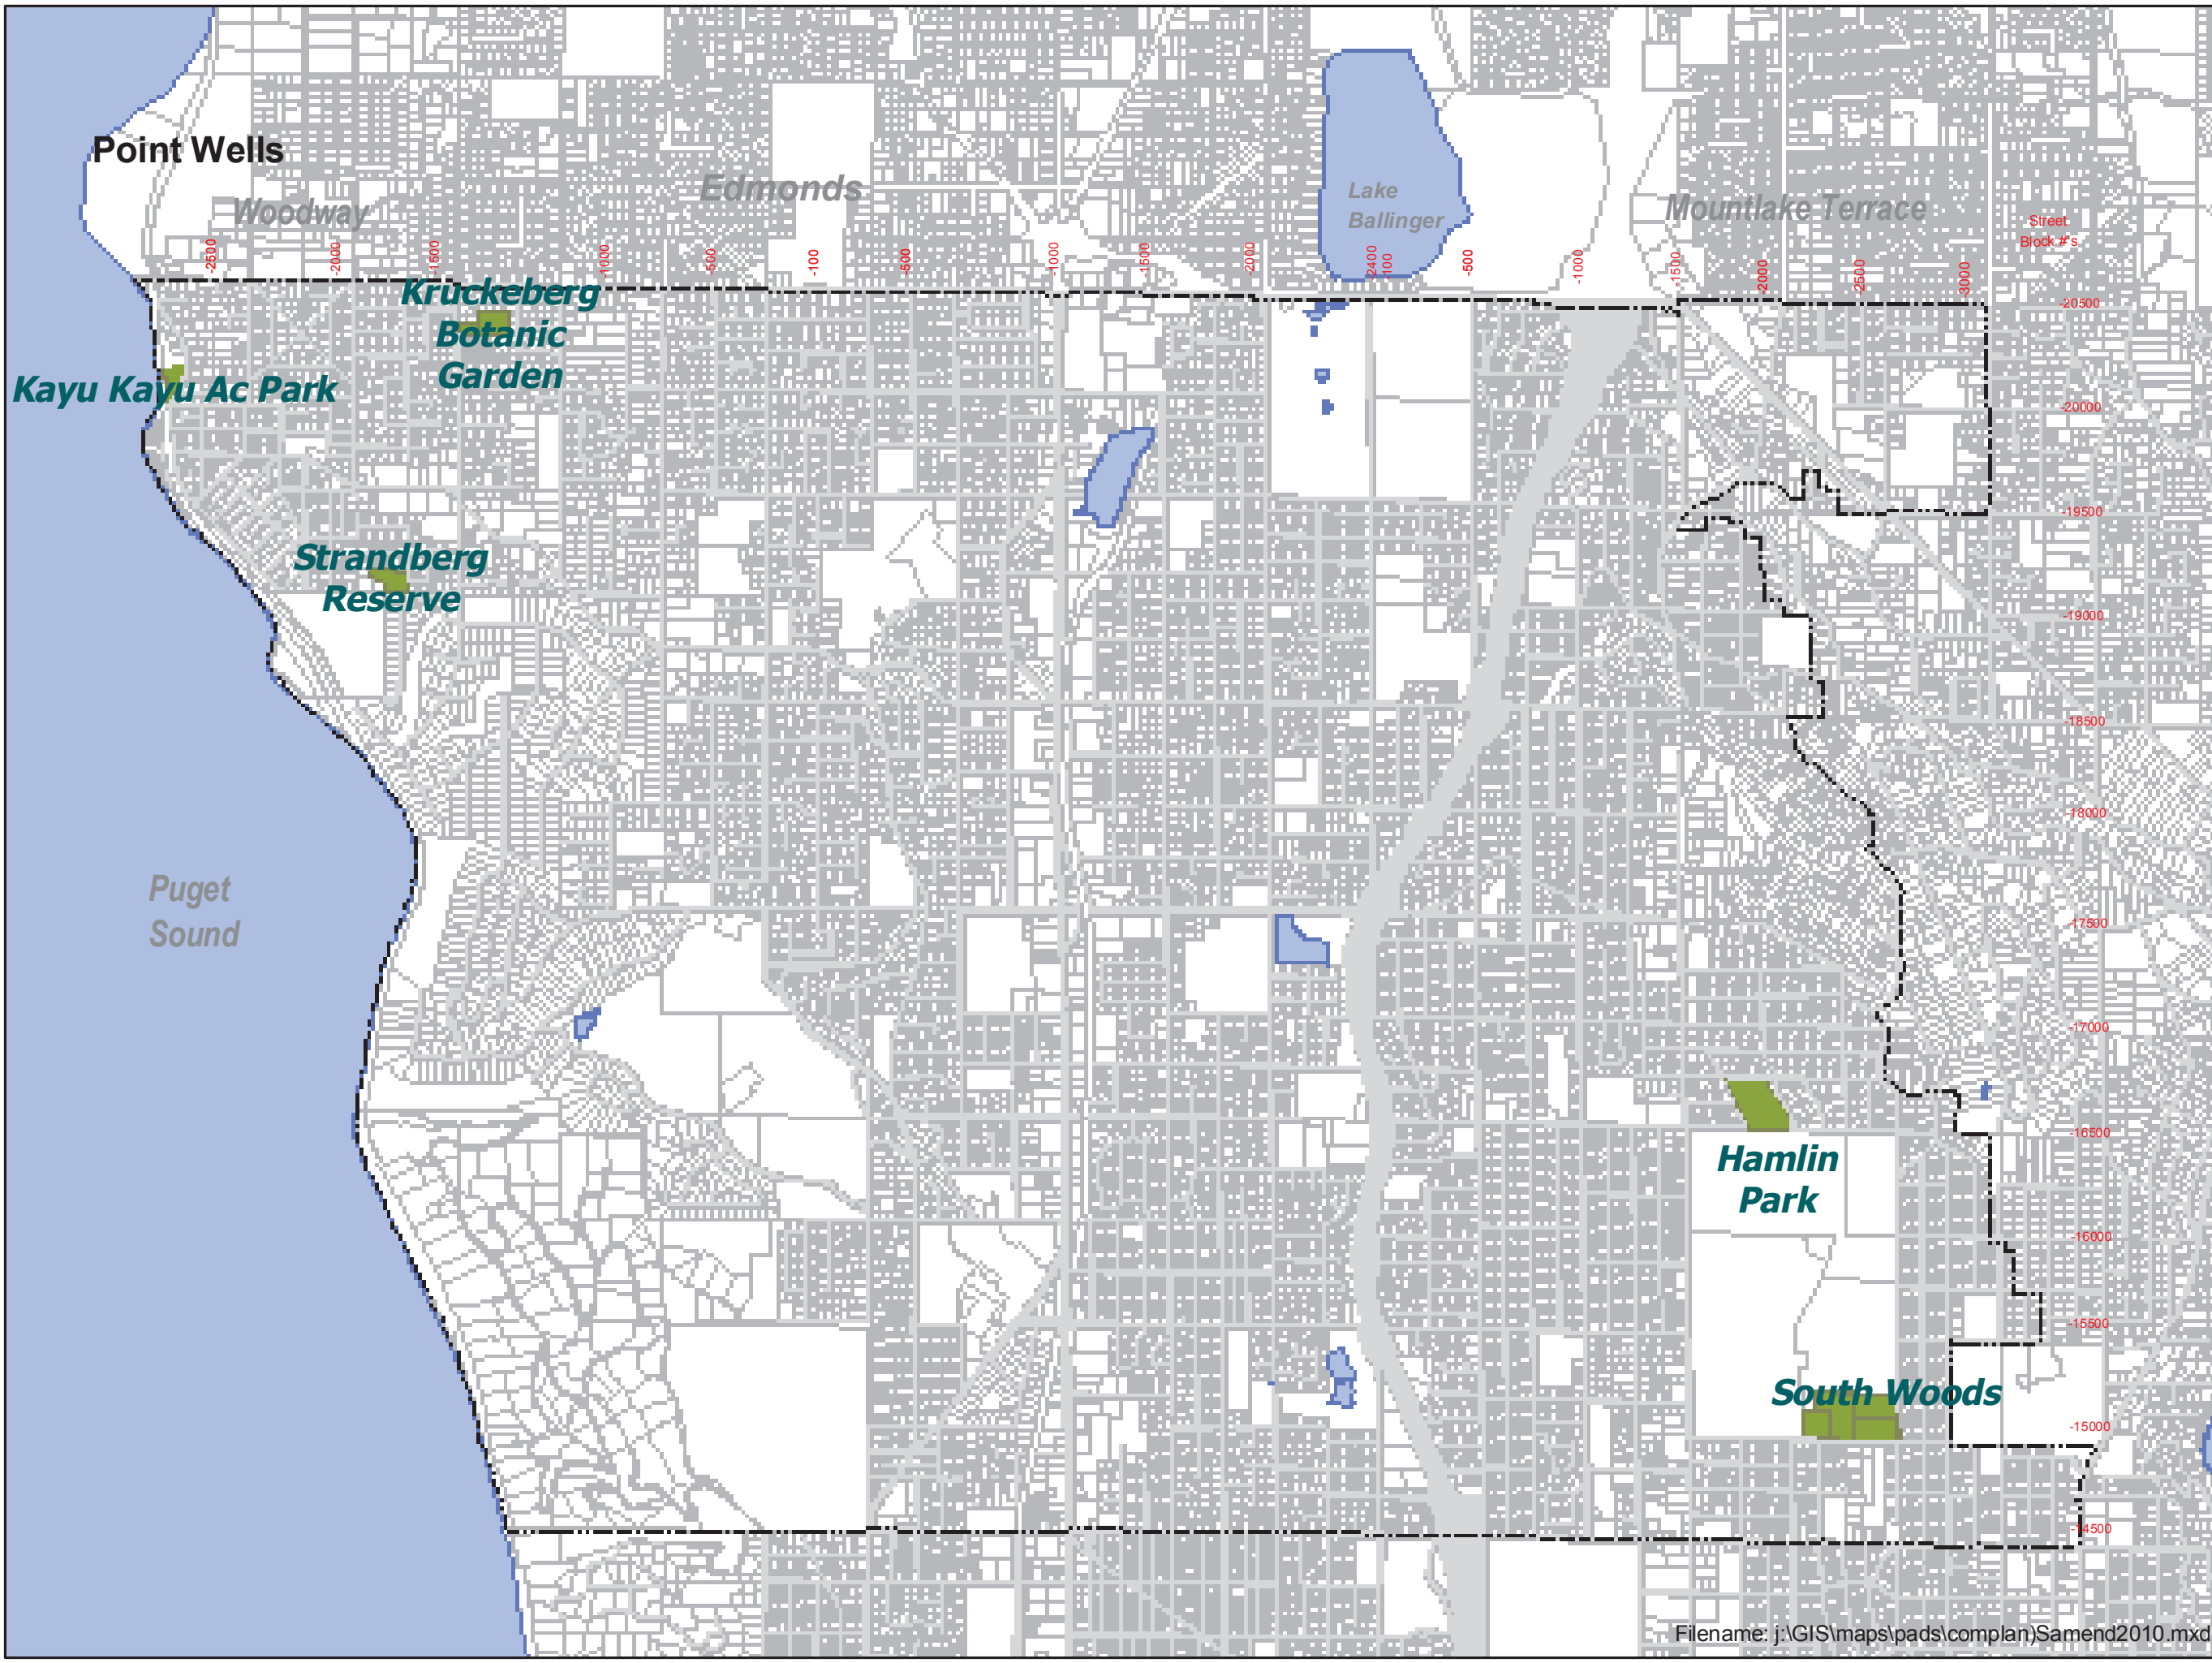 Point Wells
Woodway
Edmonds
Lake
Ballinger
Mountlake Terrace
Street
Block #'s
-2500
-2000
-1500
-1000
-500
-100
-500
-1000
-1500
-2000
-2400
-100
-500
-1000
-1500
-2000
-2500
-3000
Kruckeberg
Botanic
Garden
Kayu Kayu Ac Park
Strandberg
Reserve
Puget
Sound
Hamlin
Park
South Woods
-20500
-20000
-19500
-19000
-18500
-18000
-17500
-17000
-16500
-16000
-15500
-15000
-14500
Filename: j:\GIS\maps\pads\complan)Samend2010.mxd